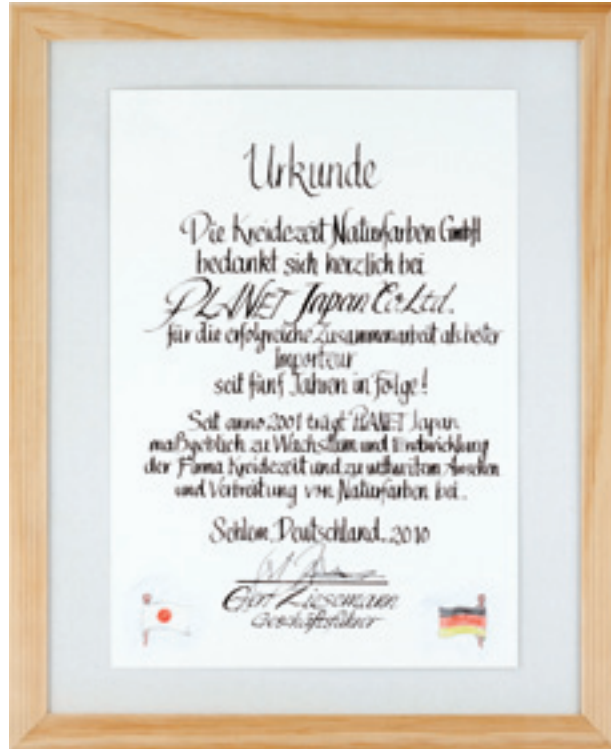 Urkunde
Die Kreidezeit Naturfarben GmbH
bedankt sich herzlich bei
PLANET Japan Co.Ltd.
für die erfolgreiche Zusammenarbeit als bester
Importeur
seit fünf Jahren in Folge!
Seit anno 2001 trägt PLANET Japan
maßgeblich zu Wachstum und Entwicklung
der Firma Kreidezeit und zu weltweitem Ansehen
und Verbreitung von Naturfarben bei.
Sehlem, Deutschland, 2010
Gert Ziesemann
Geschäftsführer